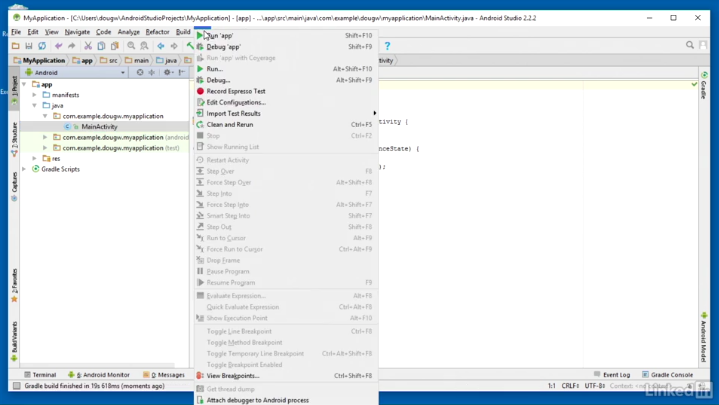 MyApplication - [C:\Users\dougw\AndroidStudioProjects\MyApplication] - [app] - ...\app\src\main\java\com\example\dougw\myapplication\MainActivity.java - Android Studio 2.2.2
File Edit View Navigate Code Analyze Refactor Build
MyApplication app src main java
tivity
Android
1: Project
7: Structure
Captures
2: Favorites
Build Variants
app
manifests
java
com.example.dougw.myapplication
MainActivity
com.example.dougw.myapplication (android
com.example.dougw.myapplication (test)
res
Gradle Scripts
Run 'app' Shift+F10
Debug 'app' Shift+F9
Run 'app' with Coverage
Run... Alt+Shift+F10
Debug... Alt+Shift+F9
Record Espresso Test
Edit Configurations...
Import Test Results
Clean and Rerun Ctrl+F5
Stop Ctrl+F2
Show Running List
Restart Activity
Step Over F8
Force Step Over Alt+Shift+F8
Step Into F7
Force Step Into Alt+Shift+F7
Smart Step Into Shift+F7
Step Out Shift+F8
Run to Cursor Alt+F9
Force Run to Cursor Ctrl+Alt+F9
Drop Frame
Pause Program
Resume Program F9
Evaluate Expression... Alt+F8
Quick Evaluate Expression Ctrl+Alt+F8
Show Execution Point Alt+F10
Toggle Line Breakpoint Ctrl+F8
Toggle Method Breakpoint
Toggle Temporary Line Breakpoint Ctrl+Alt+Shift+F8
Toggle Breakpoint Enabled
View Breakpoints... Ctrl+Shift+F8
Get thread dump
Attach debugger to Android process
tivity {
nceState) {
);
Gradle
Android Model
Terminal 6: Android Monitor 0: Messages
Event Log Gradle Console
Gradle build finished in 19s 618ms (moments ago)
1:1 CRLF UTF-8 Context: <no context>
LinkedIn